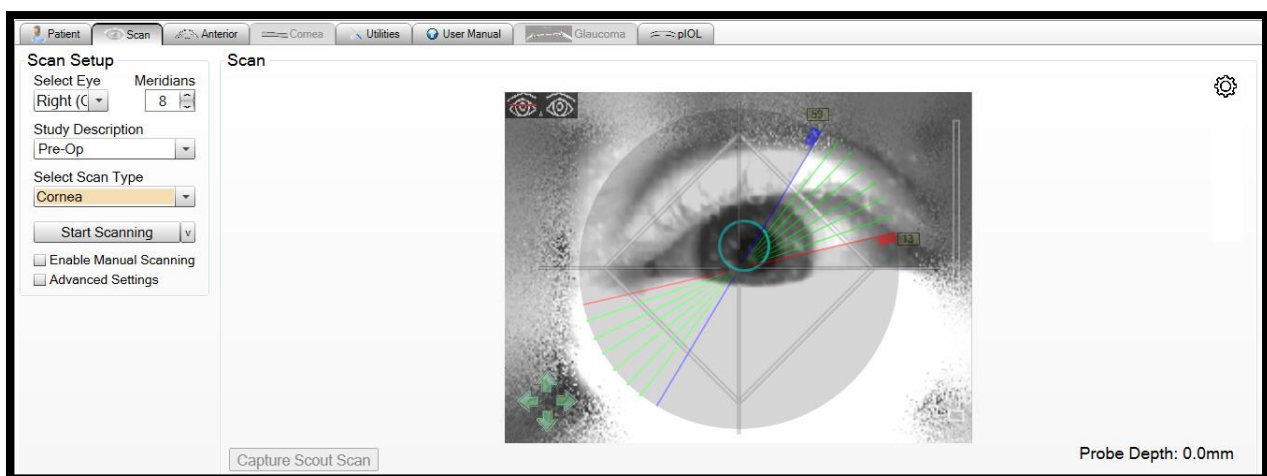 Patient Scan Anterior Cornea Utilities User Manual Glaucoma pIOL
Scan Setup
Scan
Select Eye Meridians
Right (C 8
Study Description
Pre-Op
Select Scan Type
Cornea
Start Scanning v
Enable Manual Scanning
Advanced Settings
59
13
Capture Scout Scan
Probe Depth: 0.0mm